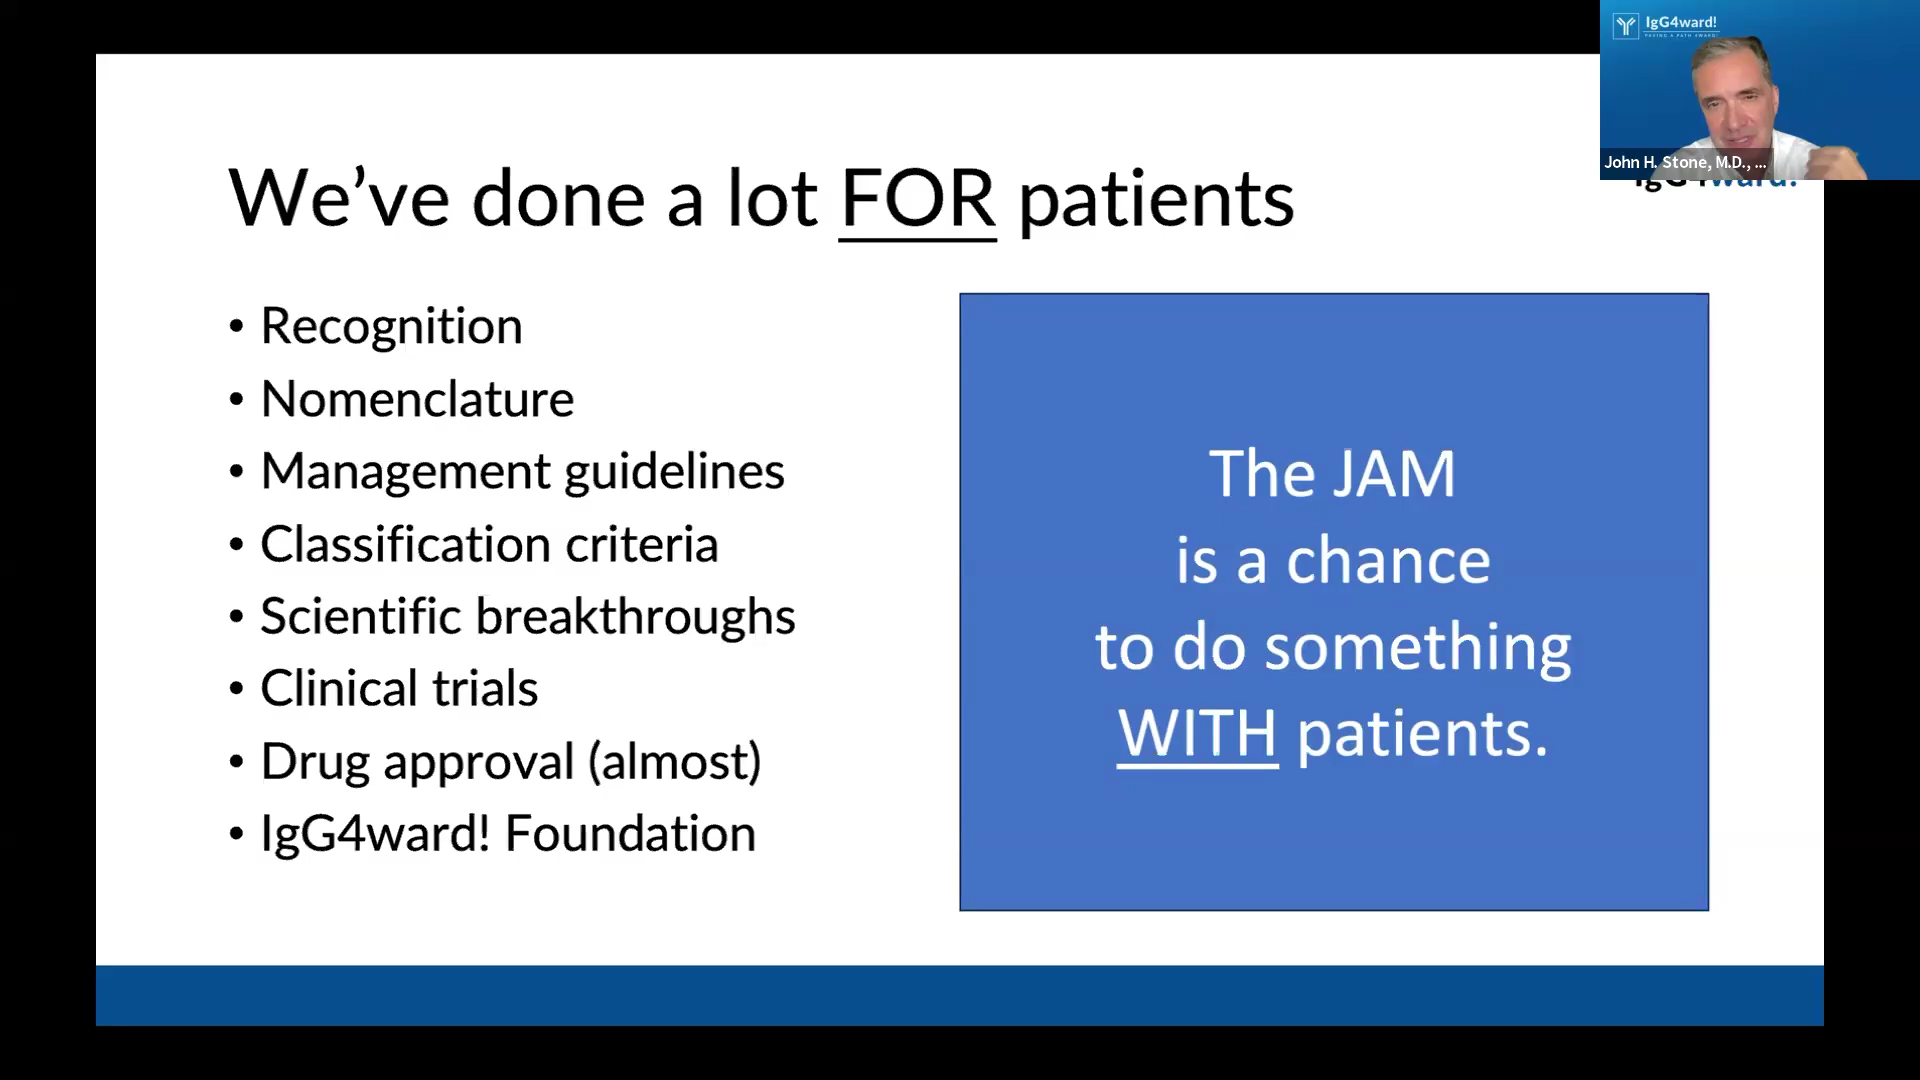 IgG4ward!
John H. Stone, M.D., ...
We’ve done a lot FOR patients
• Recognition
• Nomenclature
• Management guidelines
• Classification criteria
• Scientific breakthroughs
• Clinical trials
• Drug approval (almost)
• IgG4ward! Foundation
The JAM
is a chance
to do something
WITH patients.